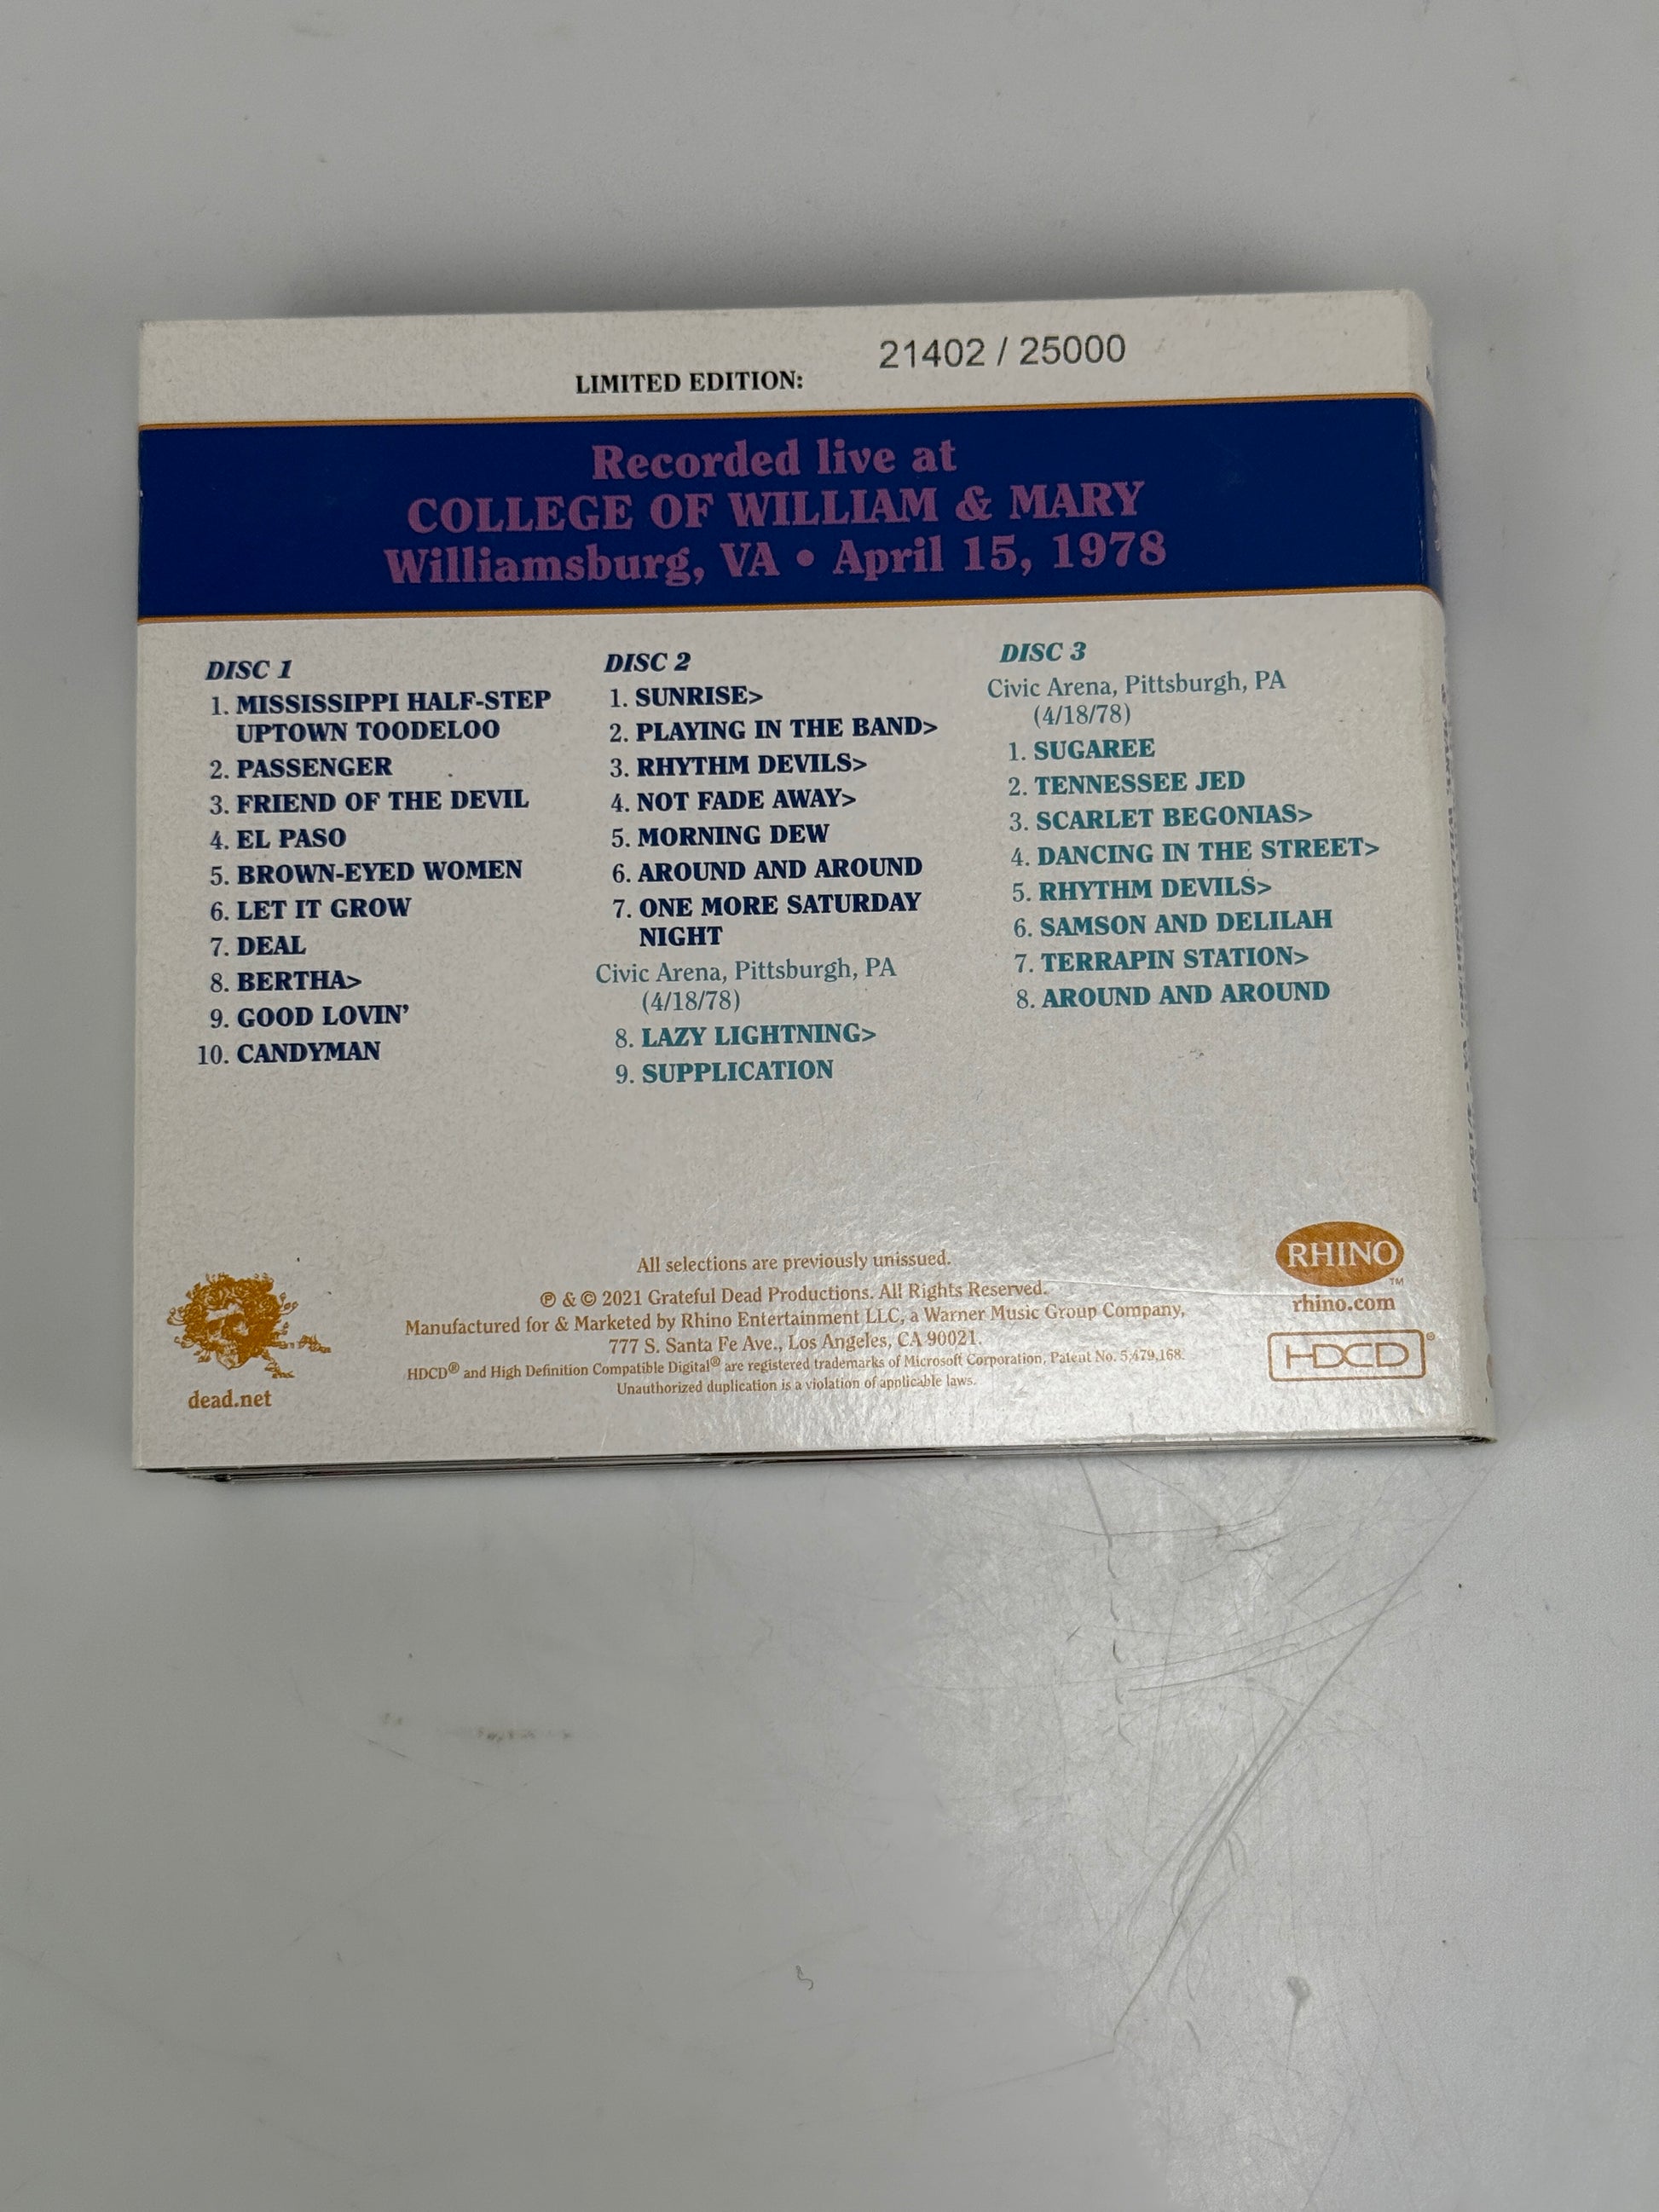 LIMITED EDITION: 21402 / 25000
Recorded live at
COLLEGE OF WILLIAM & MARY
Williamsburg, VA • April 15, 1978
DISC 1
1. MISSISSIPPI HALF-STEP
UPTOWN TOODELOO
2. PASSENGER
3. FRIEND OF THE DEVIL
4. EL PASO
5. BROWN-EYED WOMEN
6. LET IT GROW
7. DEAL
8. BERTHA>
9. GOOD LOVIN'
10. CANDYMAN
DISC 2
1. SUNRISE>
2. PLAYING IN THE BAND>
3. RHYTHM DEVILS>
4. NOT FADE AWAY>
5. MORNING DEW
6. AROUND AND AROUND
7. ONE MORE SATURDAY
NIGHT
Civic Arena, Pittsburgh, PA
(4/18/78)
8. LAZY LIGHTNING>
9. SUPPLICATION
DISC 3
Civic Arena, Pittsburgh, PA
(4/18/78)
1. SUGAREE
2. TENNESSEE JED
3. SCARLET BEGONIAS>
4. DANCING IN THE STREET>
5. RHYTHM DEVILS>
6. SAMSON AND DELILAH
7. TERRAPIN STATION>
8. AROUND AND AROUND
dead.net
All selections are previously unissued.
℗ & © 2021 Grateful Dead Productions. All Rights Reserved.
Manufactured for & Marketed by Rhino Entertainment LLC, a Warner Music Group Company,
777 S. Santa Fe Ave., Los Angeles, CA 90021.
HDCD® and High Definition Compatible Digital® are registered trademarks of Microsoft Corporation, Patent No. 5,479,168.
Unauthorized duplication is a violation of applicable laws.
RHINO™
rhino.com
HDCD®